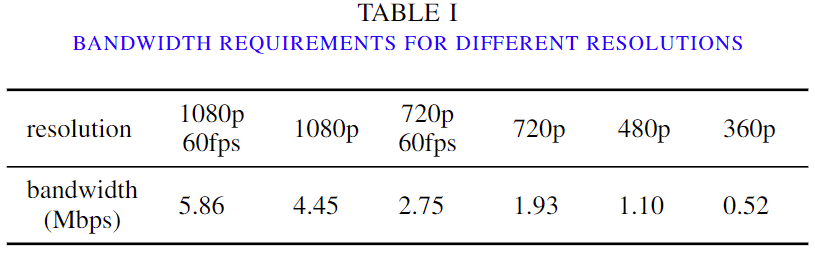 TABLE I
BANDWIDTH REQUIREMENTS FOR DIFFERENT RESOLUTIONS
resolution 1080p 60fps 1080p 720p 60fps 720p 480p 360p
bandwidth (Mbps) 5.86 4.45 2.75 1.93 1.10 0.52